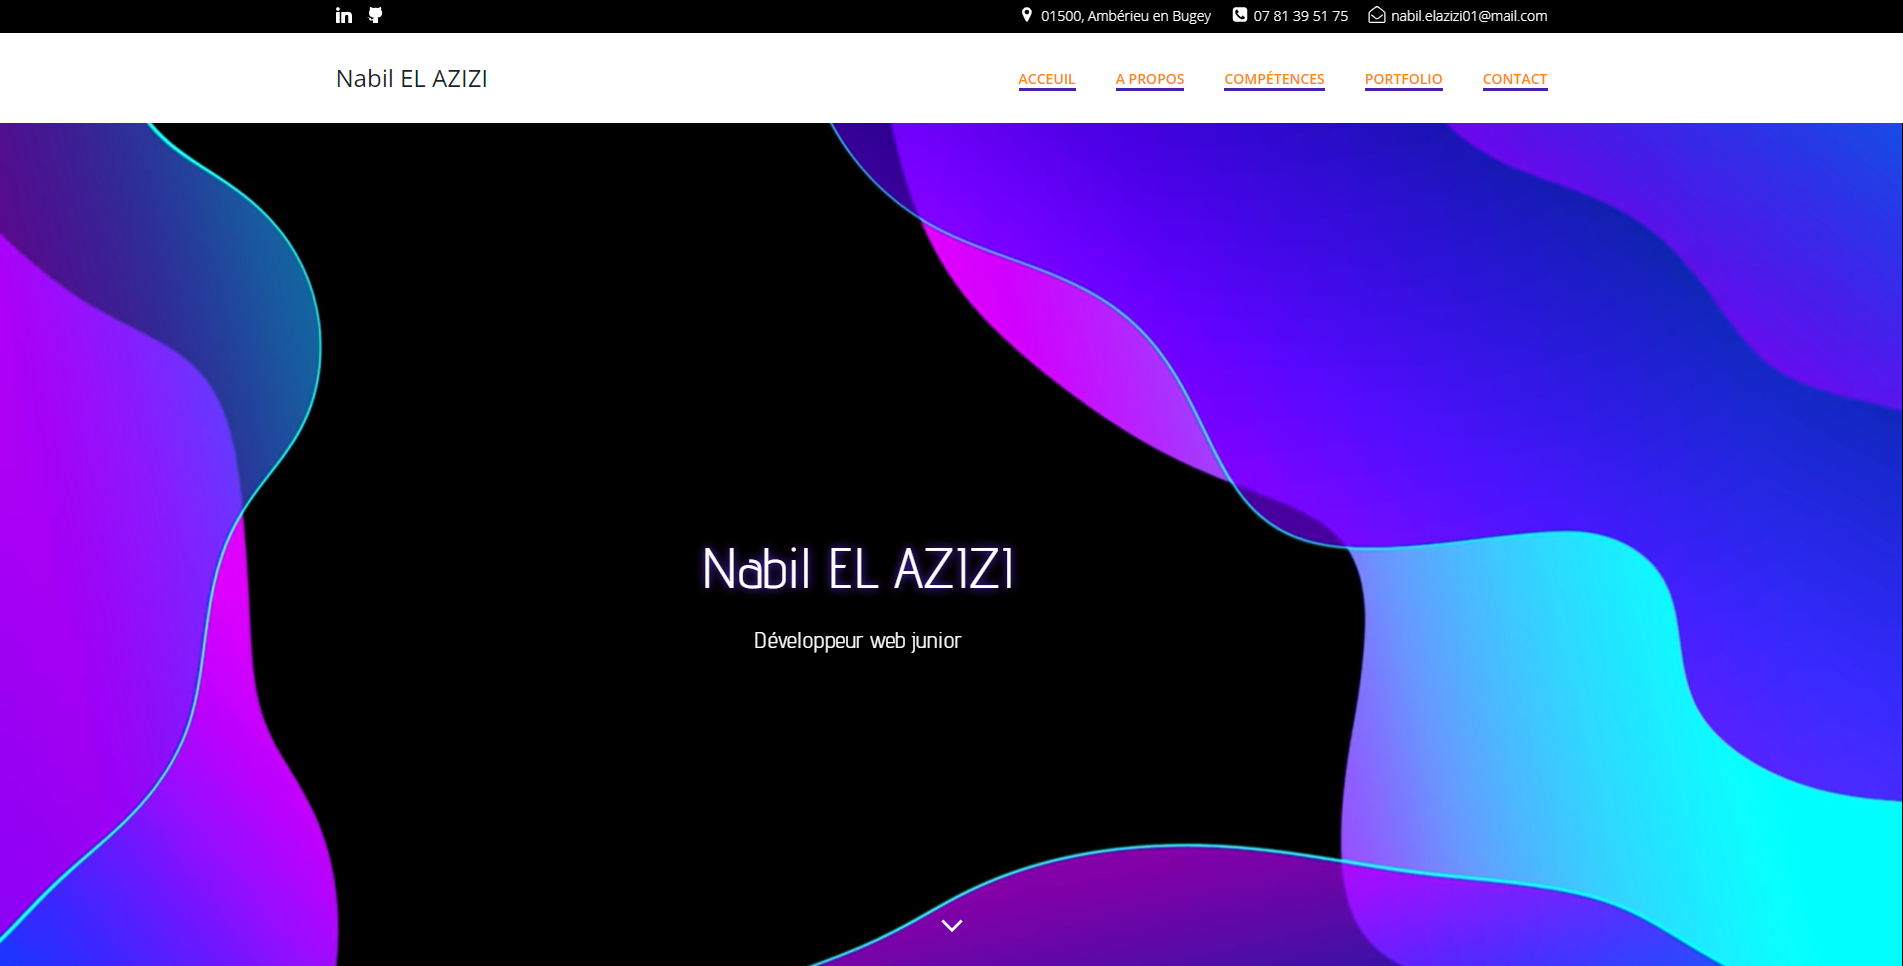 in 01500, Ambérieu en Bugey 07 81 39 51 75 nabil.elazizi01@mail.com
Nabil EL AZIZI ACCEUIL A PROPOS COMPÉTENCES PORTFOLIO CONTACT
Nabil EL AZIZI
Développeur web junior